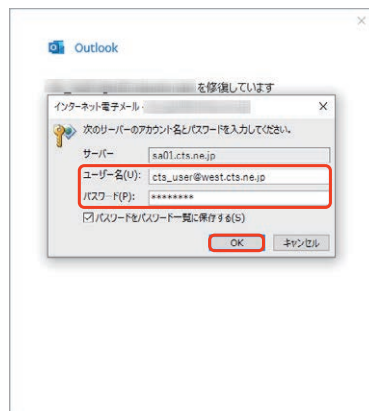 Outlook
を修復しています
インターネット電子メール -
次のサーバーのアカウント名とパスワードを入力してください。
サーバー sa01.cts.ne.jp
ユーザー名(U): cts_user@west.cts.ne.jp
パスワード(P): ********
パスワードをパスワード一覧に保存する(S)
OK キャンセル